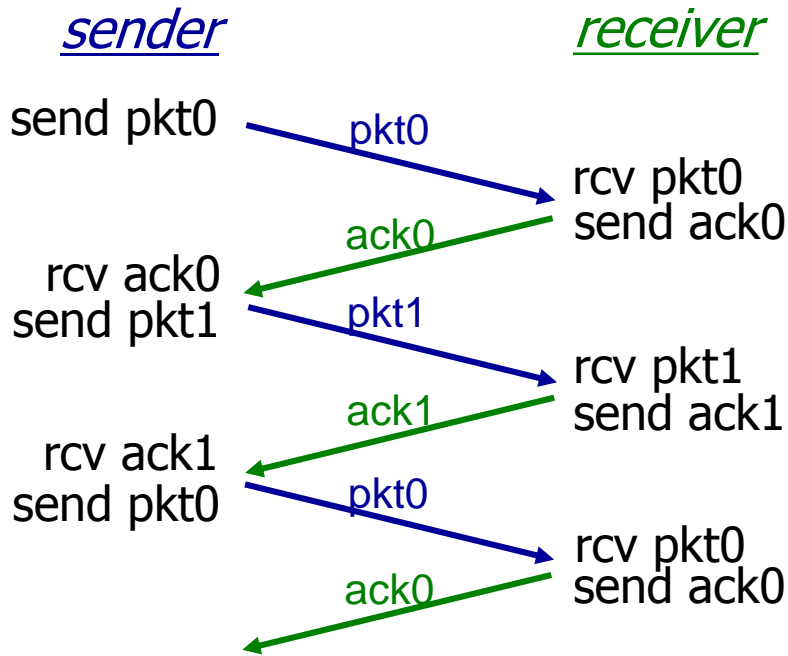 sender receiver
send pkt0
pkt0
rcv pkt0
send ack0
ack0
rcv ack0
send pkt1
pkt1
rcv pkt1
send ack1
ack1
rcv ack1
send pkt0
pkt0
rcv pkt0
send ack0
ack0